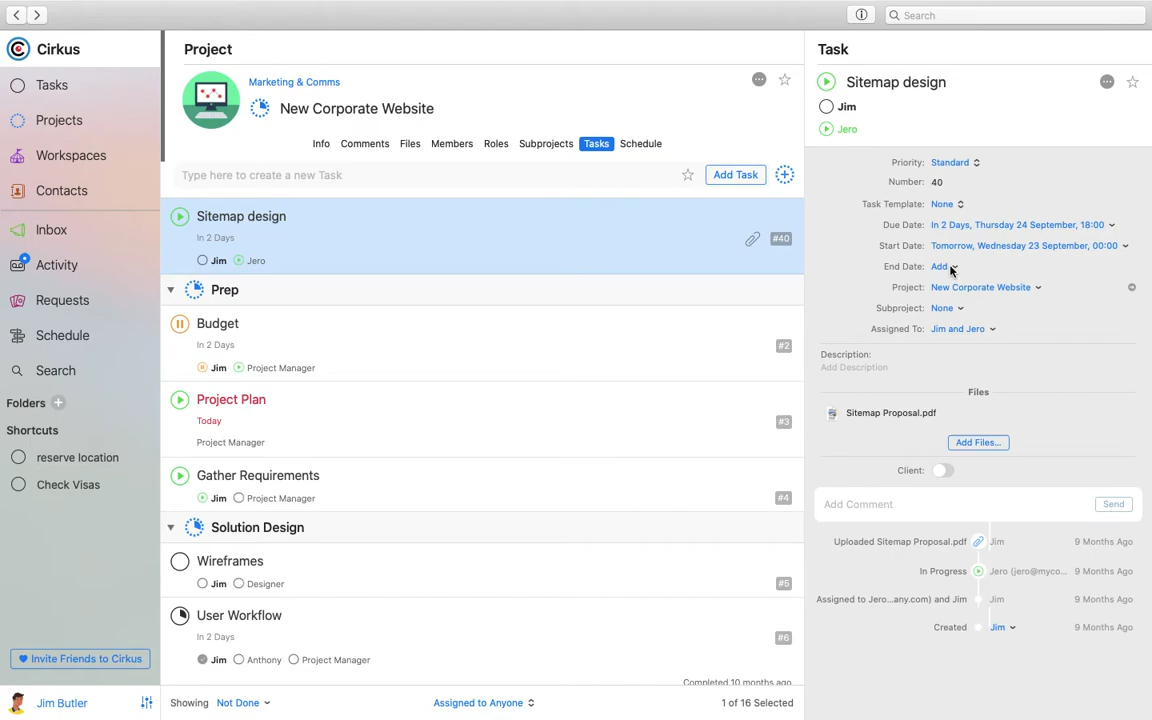 Search
Cirkus
Tasks
Projects
Workspaces
Contacts
Inbox
Activity
Requests
Schedule
Search
Folders
Shortcuts
reserve location
Check Visas
Invite Friends to Cirkus
Jim Butler
Project
Marketing & Comms
New Corporate Website
Info Comments Files Members Roles Subprojects Tasks Schedule
Type here to create a new Task
Add Task
Sitemap design
In 2 Days
#40
Jim Jero
Prep
Budget
In 2 Days
#2
Jim Project Manager
Project Plan
Today
#3
Project Manager
Gather Requirements
Jim Project Manager
#4
Solution Design
Wireframes
Jim Designer
#5
User Workflow
In 2 Days
#6
Jim Anthony Project Manager
Completed 10 months ago
Showing Not Done
Assigned to Anyone
1 of 16 Selected
Task
Sitemap design
Jim
Jero
Priority: Standard
Number: 40
Task Template: None
Due Date: In 2 Days, Thursday 24 September, 18:00
Start Date: Tomorrow, Wednesday 23 September, 00:00
End Date: Add
Project: New Corporate Website
Subproject: None
Assigned To: Jim and Jero
Description:
Add Description
Files
Sitemap Proposal.pdf
Add Files...
Client:
Add Comment
Send
Uploaded Sitemap Proposal.pdf Jim 9 Months Ago
In Progress Jero (jero@myco... 9 Months Ago
Assigned to Jero...any.com) and Jim Jim 9 Months Ago
Created Jim 9 Months Ago